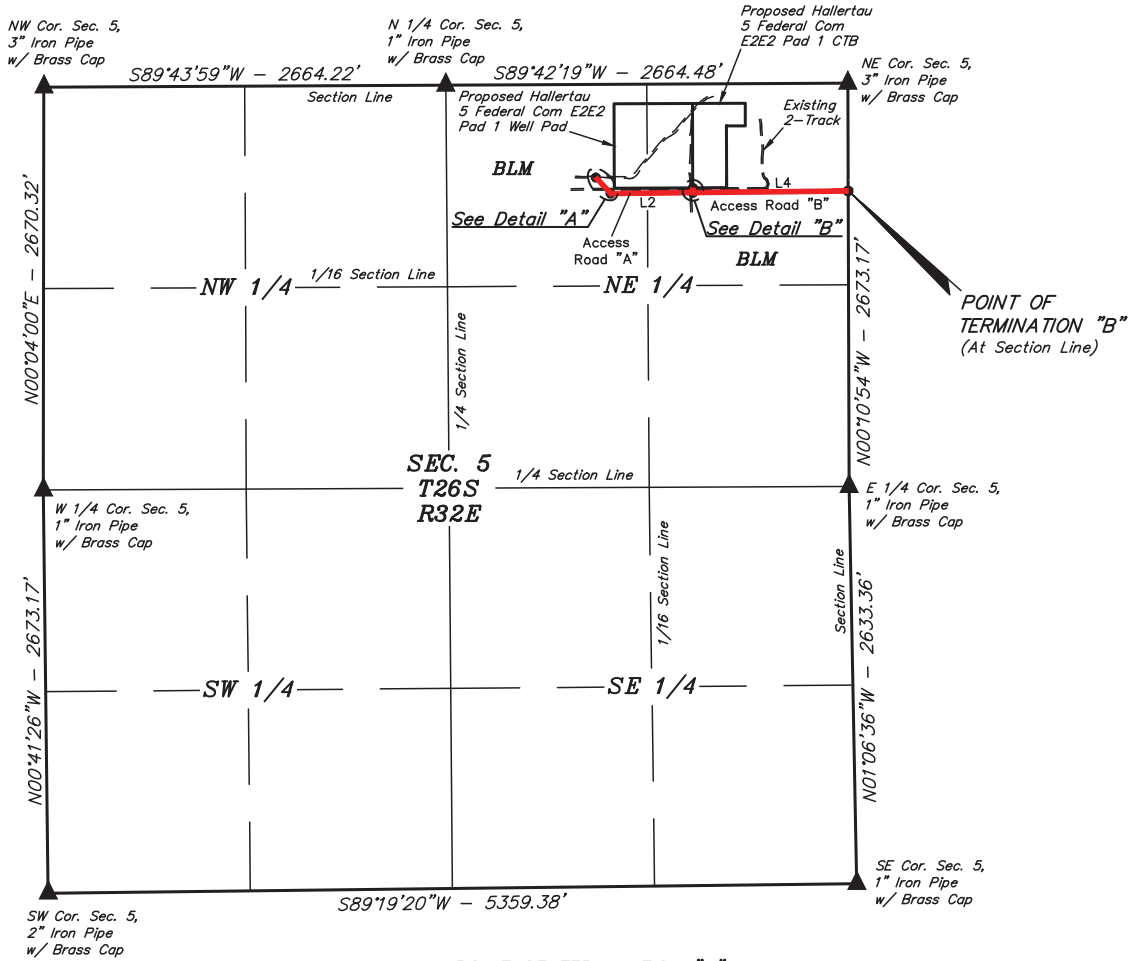 NW Cor. Sec. 5,
3" Iron Pipe
w/ Brass Cap
N 1/4 Cor. Sec. 5,
1" Iron Pipe
w/ Brass Cap
Proposed Hallertau
5 Federal Com
E2E2 Pad 1 CTB
NE Cor. Sec. 5,
3" Iron Pipe
w/ Brass Cap
S89°43'59"W - 2664.22'
S89°42'19"W - 2664.48'
Section Line
Proposed Hallertau
5 Federal Com E2E2
Pad 1 Well Pad
Existing
2-Track
BLM
L4
L2
Access Road "B"
See Detail "A"
See Detail "B"
Access
Road "A"
BLM
N00°04'00"E - 2670.32'
NW 1/4
1/16 Section Line
NE 1/4
N00°10'54"W - 2673.17'
POINT OF
TERMINATION "B"
(At Section Line)
1/4 Section Line
SEC. 5
T26S
R32E
1/4 Section Line
W 1/4 Cor. Sec. 5,
1" Iron Pipe
w/ Brass Cap
E 1/4 Cor. Sec. 5,
1" Iron Pipe
w/ Brass Cap
1/16 Section Line
Section Line
N00°41'26"W - 2673.17'
N01°06'36"W - 2633.36'
SW 1/4
SE 1/4
S89°19'20"W - 5359.38'
SW Cor. Sec. 5,
2" Iron Pipe
w/ Brass Cap
SE Cor. Sec. 5,
1" Iron Pipe
w/ Brass Cap